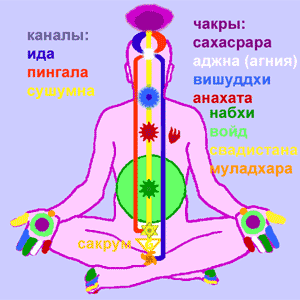 каналы:
ида
пингала
сушумна
чакры:
сахасрара
аджна (агния)
вишуддхи
анахата
набхи
войд
свадистана
муладхара
сакрум